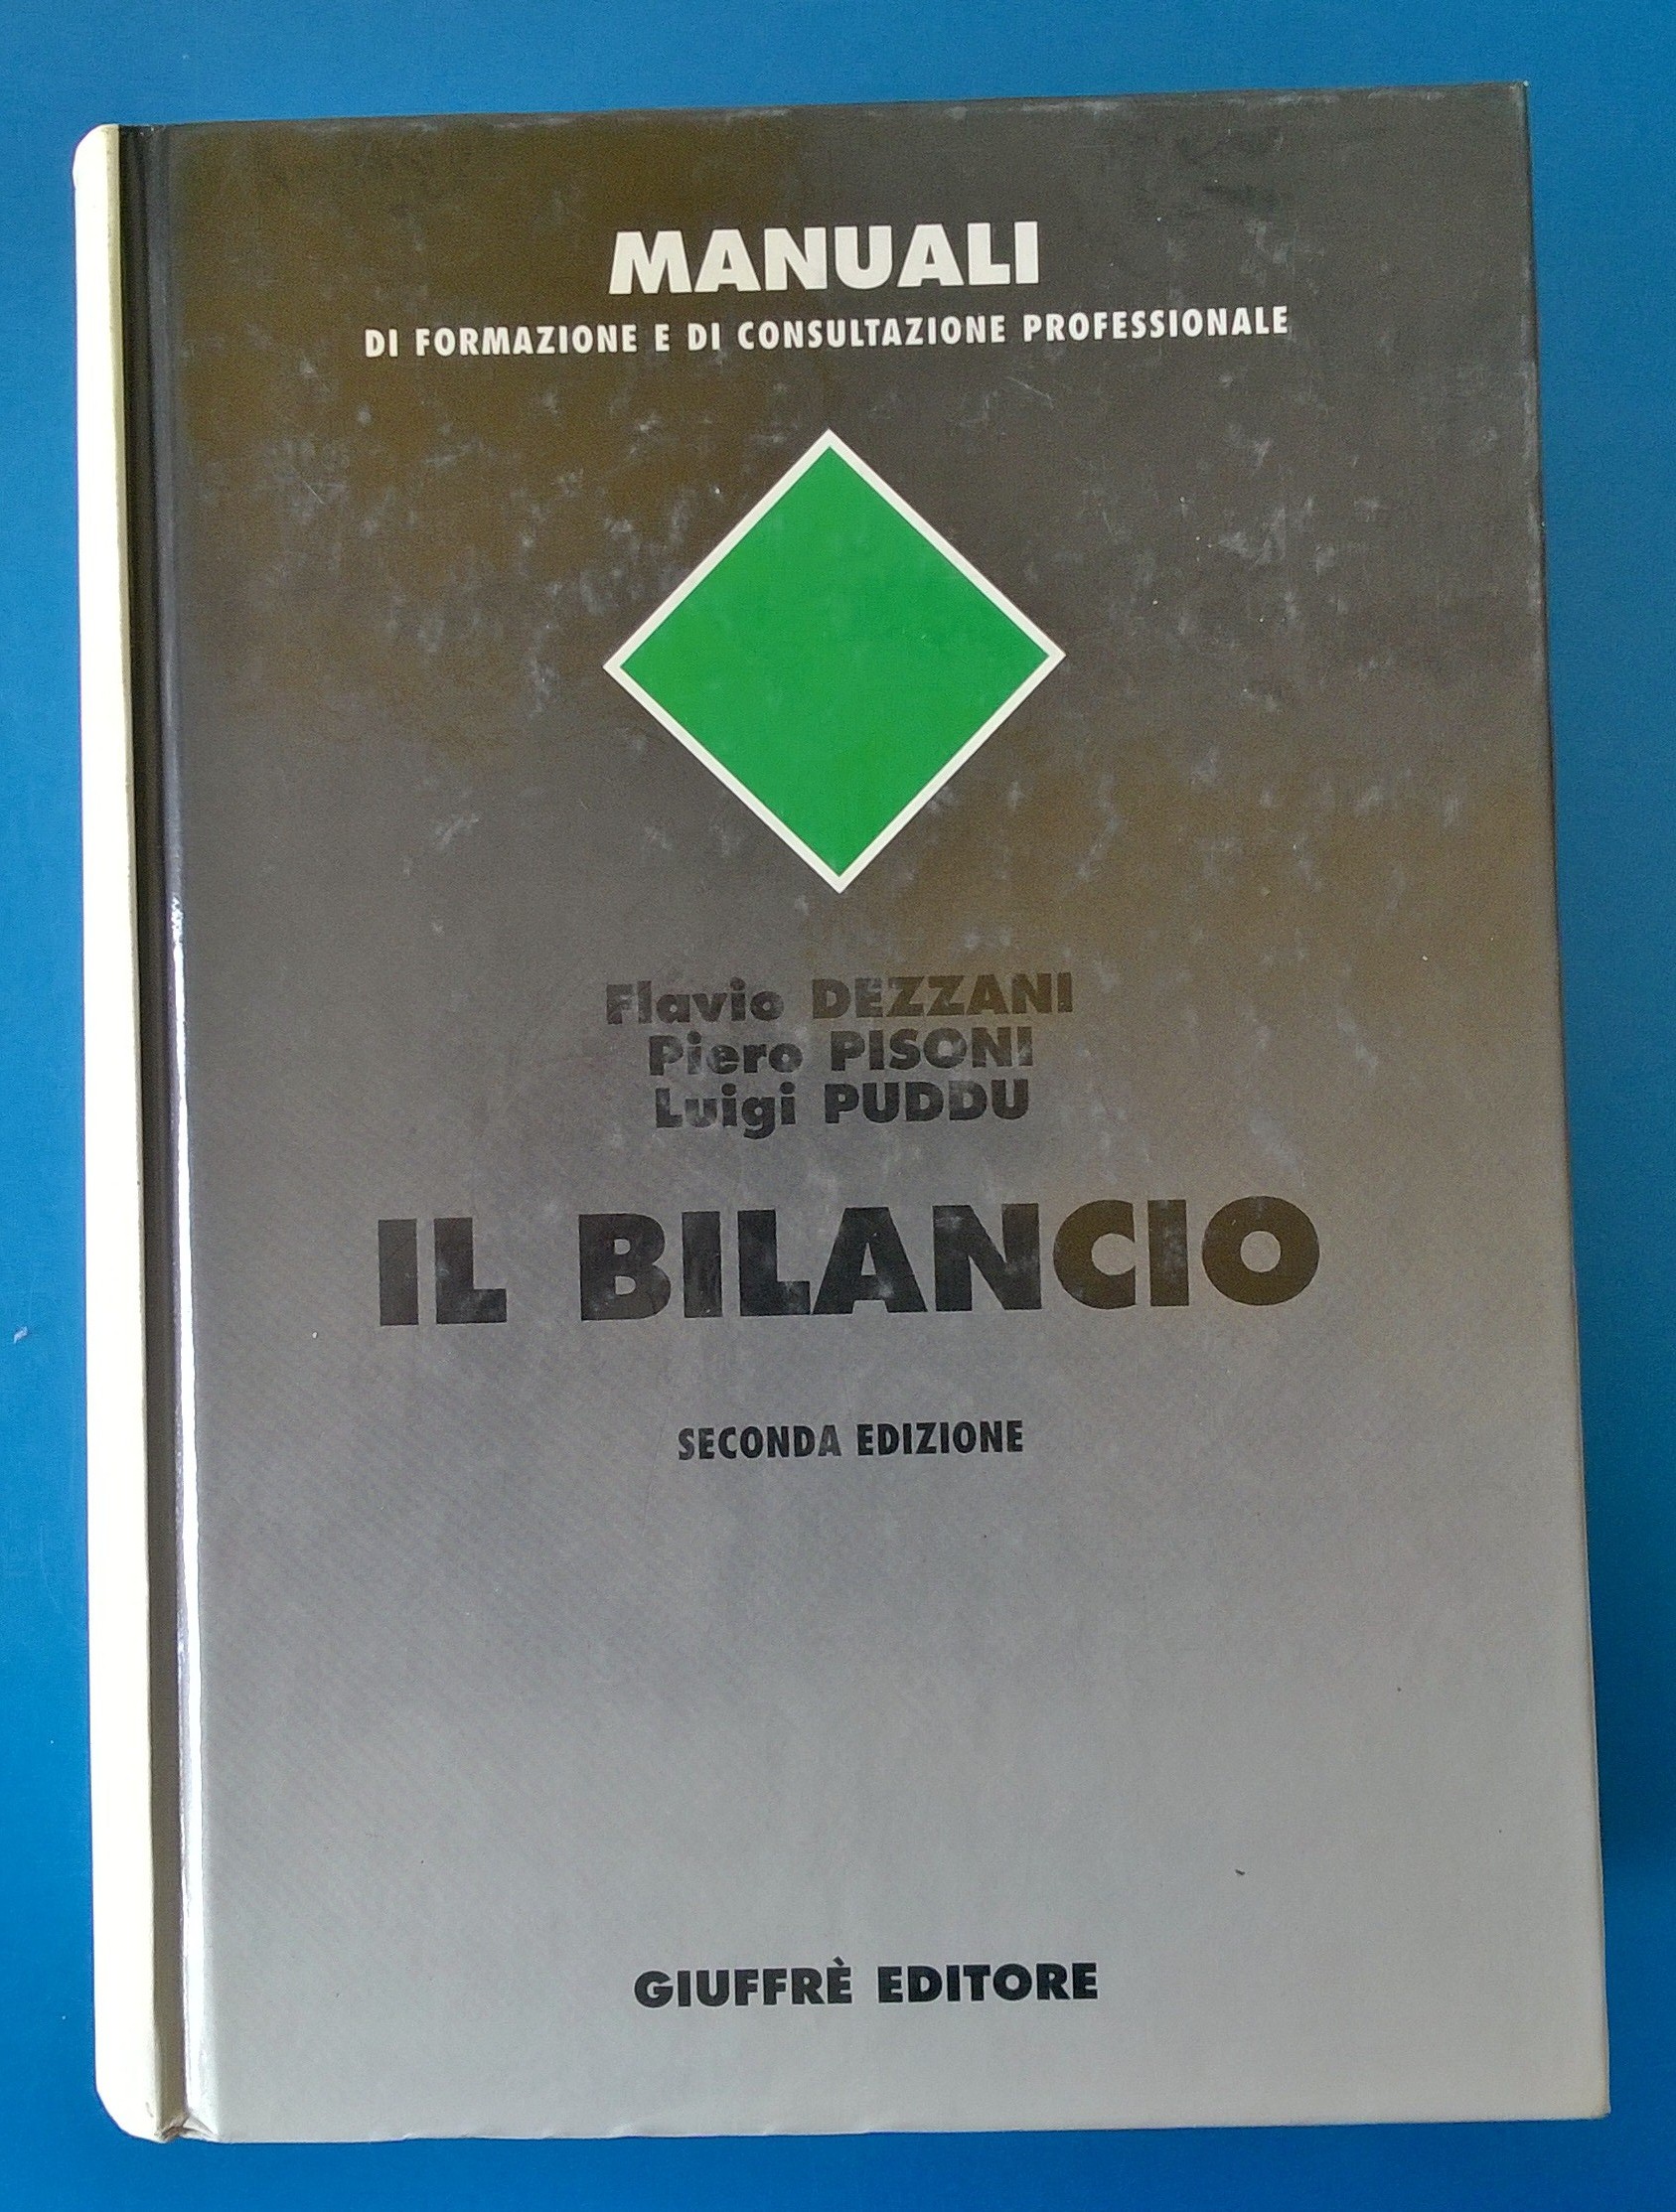 MANUALI
DI FORMAZIONE E DI CONSULTAZIONE PROFESSIONALE
Flavio DEZZANI
Piero PISONI
Luigi PUDDU
IL BILANCIO
SECONDA EDIZIONE
GIUFFRÈ EDITORE